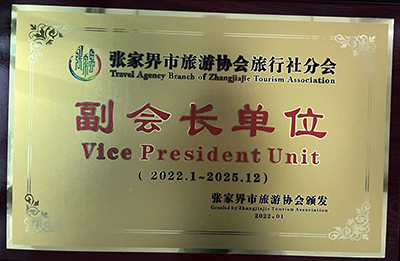 张家界市旅游协会旅行社分会
Travel Agency Branch of Zhangjiajie Tourism Association
副会长单位
Vice President Unit
( 2022.1~2025.12)
张家界市旅游协会颁发
Granted by Zhangjiajie Tourism Association
2022.01